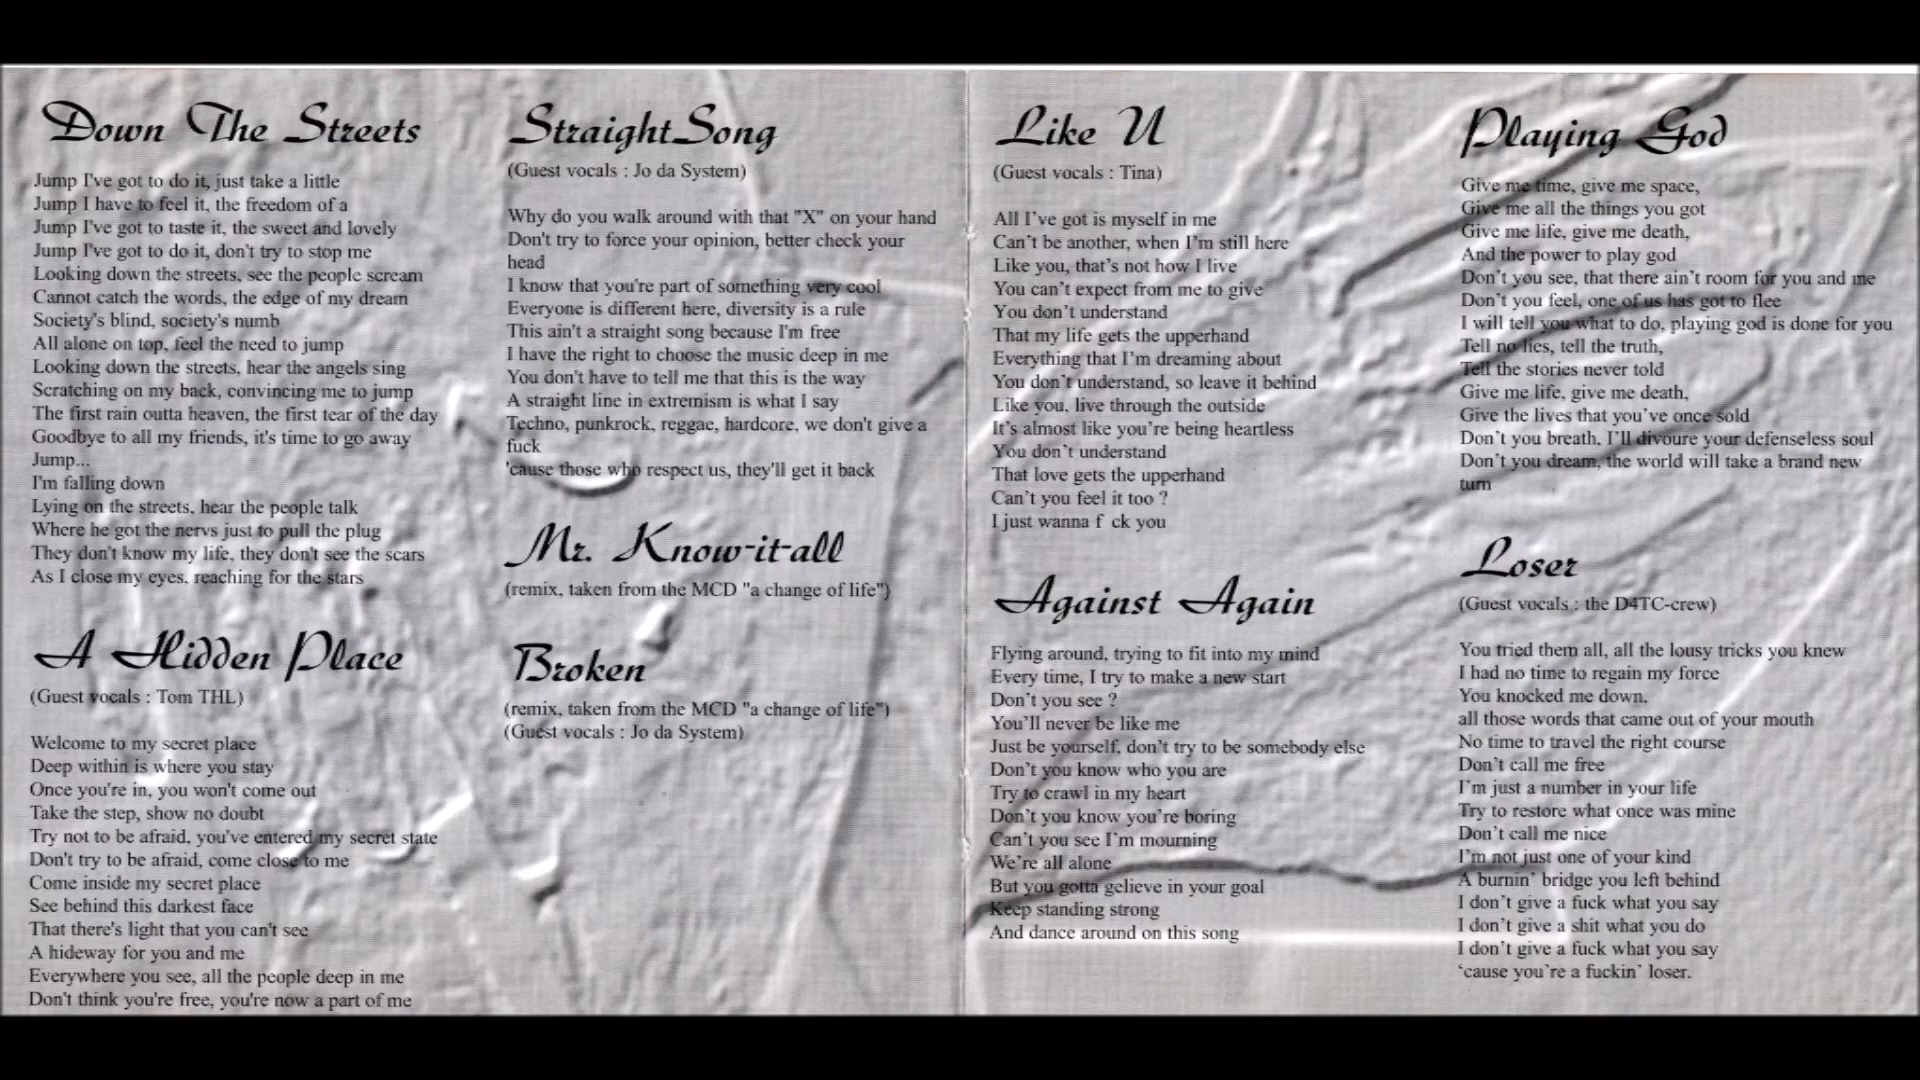 Down The Streets
Jump I've got to do it, just take a little
Jump I have to feel it, the freedom of a
Jump I've got to taste it, the sweet and lovely
Jump I've got to do it, don't try to stop me
Looking down the streets, see the people scream
Cannot catch the words, the edge of my dream
Society's blind, society's numb
All alone on top, feel the need to jump
Looking down the streets, hear the angels sing
Scratching on my back, convincing me to jump
The first rain outta heaven, the first tear of the day
Goodbye to all my friends, it's time to go away
Jump...
I'm falling down
Lying on the streets, hear the people talk
Where he got the nervs just to pull the plug
They don't know my life, they don't see the scars
As I close my eyes, reaching for the stars
A Hidden Place
(Guest vocals : Tom THL)
Welcome to my secret place
Deep within is where you stay
Once you're in, you won't come out
Take the step, show no doubt
Try not to be afraid, you've entered my secret state
Don't try to be afraid, come close to me
Come inside my secret place
See behind this darkest face
That there's light that you can't see
A hideway for you and me
Everywhere you see, all the people deep in me
Don't think you're free, you're now a part of me
Straight Song
(Guest vocals : Jo da System)
Why do you walk around with that "X" on your hand
Don't try to force your opinion, better check your
head
I know that you're part of something very cool
Everyone is different here, diversity is a rule
This ain't a straight song because I'm free
I have the right to choose the music deep in me
You don't have to tell me that this is the way
A straight line in extremism is what I say
Techno, punkrock, reggae, hardcore, we don't give a
fuck
'cause those who respect us, they'll get it back
Mr. Know-it-all
(remix, taken from the MCD "a change of life")
Broken
(remix, taken from the MCD "a change of life")
(Guest vocals : Jo da System)
Like U
(Guest vocals : Tina)
All I've got is myself in me
Can't be another, when I'm still here
Like you, that's not how I live
You can't expect from me to give
You don't understand
That my life gets the upperhand
Everything that I'm dreaming about
You don't understand, so leave it behind
Like you, live through the outside
It's almost like you're being heartless
You don't understand
That love gets the upperhand
Can't you feel it too ?
I just wanna f ck you
Against Again
Flying around, trying to fit into my mind
Every time, I try to make a new start
Don't you see ?
You'll never be like me
Just be yourself, don't try to be somebody else
Don't you know who you are
Try to crawl in my heart
Don't you know you're boring
Can't you see I'm mourning
We're all alone
But you gotta gelieve in your goal
Keep standing strong
And dance around on this song
Playing God
Give me time, give me space,
Give me all the things you got
Give me life, give me death,
And the power to play god
Don't you see, that there ain't room for you and me
Don't you feel, one of us has got to flee
I will tell you what to do, playing god is done for you
Tell no lies, tell the truth,
Tell the stories never told
Give me life, give me death,
Give the lives that you've once sold
Don't you breath, I'll divoure your defenseless soul
Don't you dream, the world will take a brand new
turn
Loser
(Guest vocals : the D4TC-crew)
You tried them all, all the lousy tricks you knew
I had no time to regain my force
You knocked me down,
all those words that came out of your mouth
No time to travel the right course
Don't call me free
I'm just a number in your life
Try to restore what once was mine
Don't call me nice
I'm not just one of your kind
A burnin' bridge you left behind
I don't give a fuck what you say
I don't give a shit what you do
I don't give a fuck what you say
'cause you're a fuckin' loser.